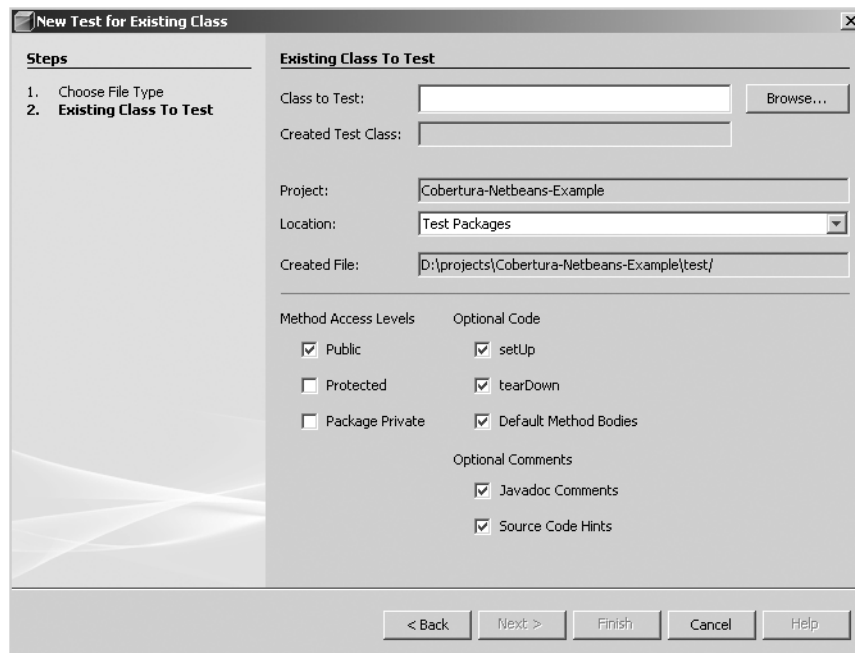 New Test for Existing Class
Steps
1. Choose File Type
2. Existing Class To Test
Existing Class To Test
Class to Test:
Browse...
Created Test Class:
Project: Cobertura-Netbeans-Example
Location: Test Packages
Created File: D:\projects\Cobertura-Netbeans-Example\test/
Method Access Levels
Public
Protected
Package Private
Optional Code
setUp
tearDown
Default Method Bodies
Optional Comments
Javadoc Comments
Source Code Hints
< Back Next > Finish Cancel Help